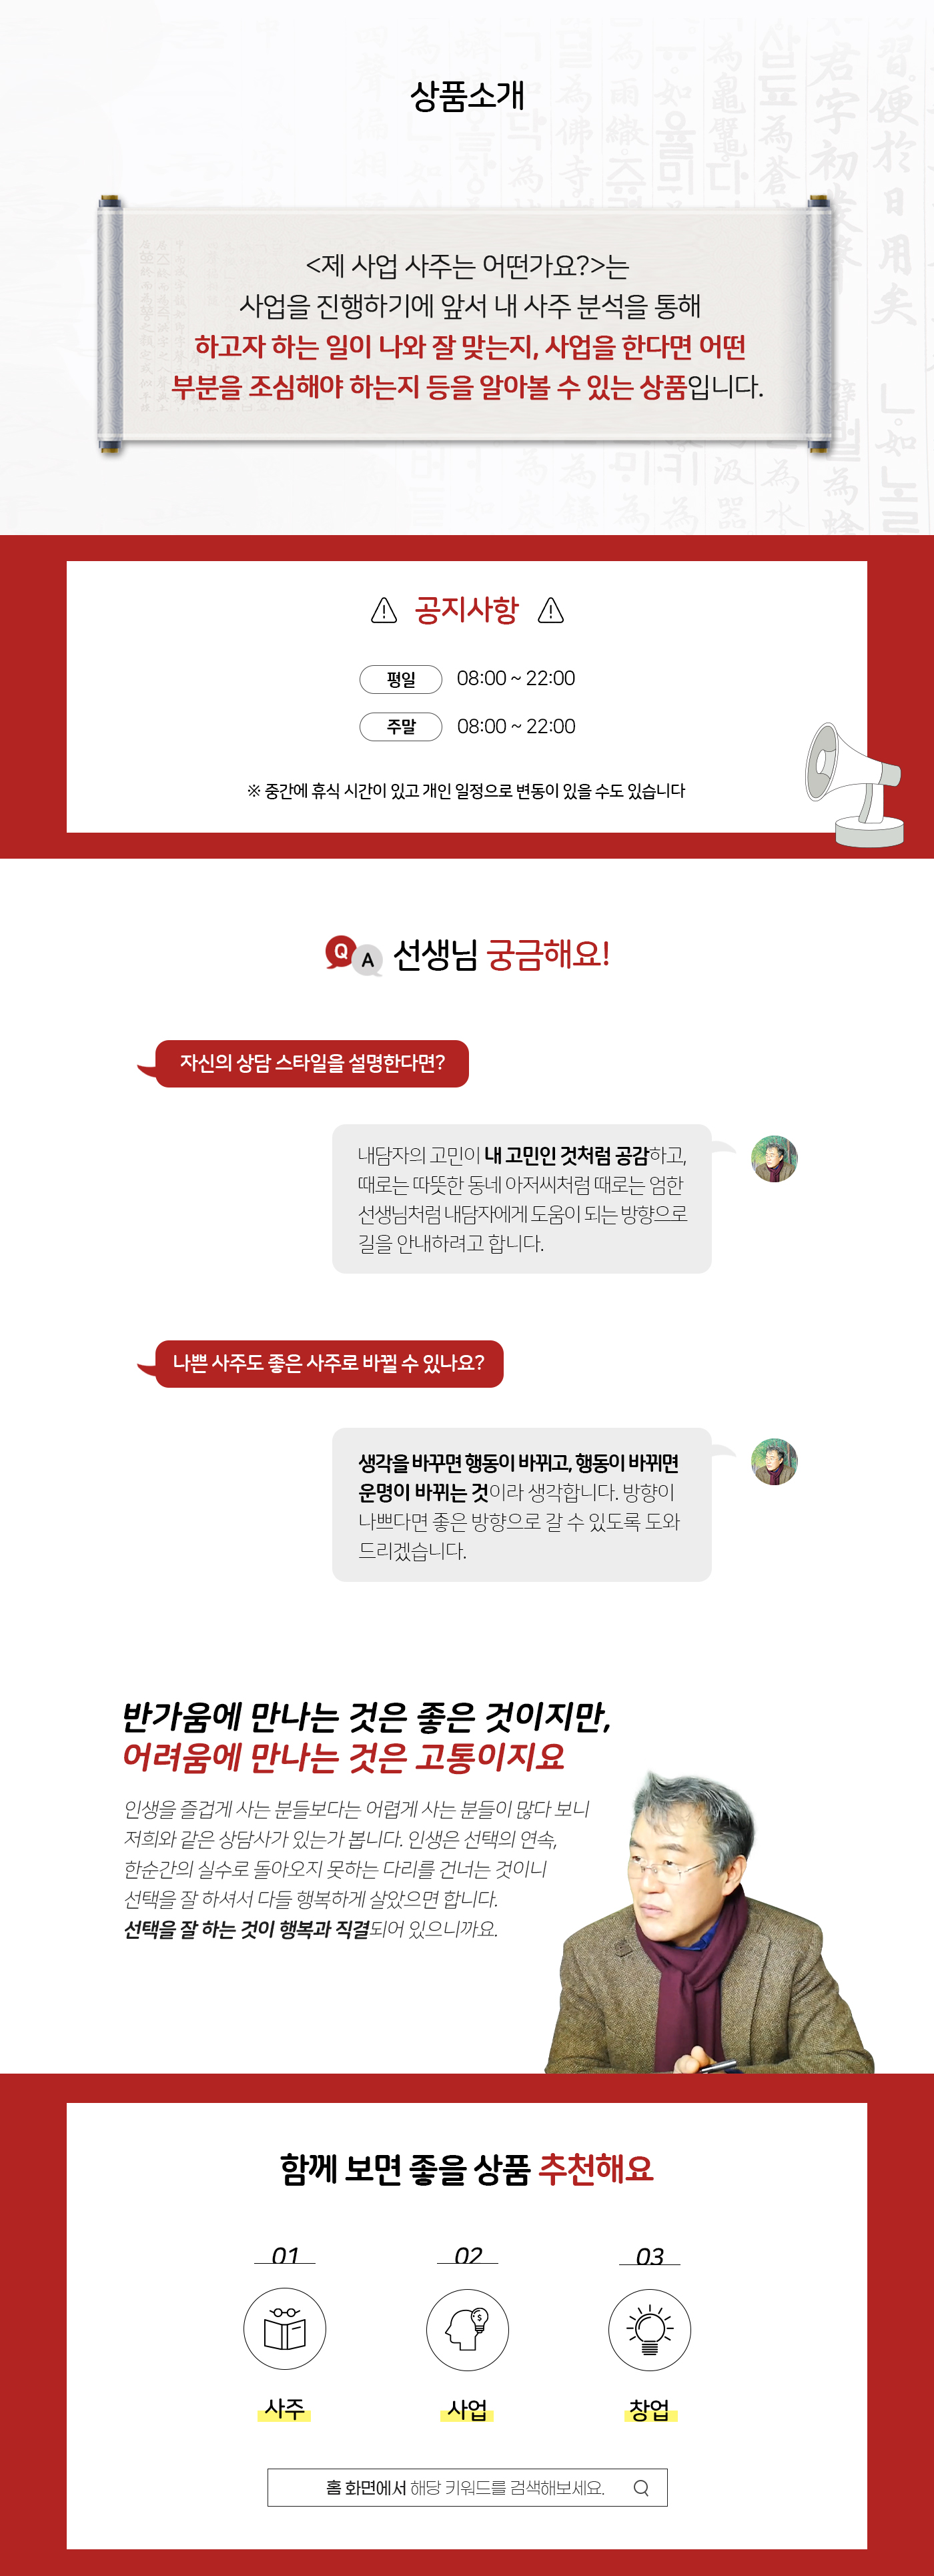 상품소개
<제 사업 사주는 어떤가요?>는
사업을 진행하기에 앞서 내 사주 분석을 통해
하고자 하는 일이 나와 잘 맞는지, 사업을 한다면 어떤
부분을 조심해야 하는지 등을 알아볼 수 있는 상품입니다.
공지사항
평일 08:00 ~ 22:00
주말 08:00 ~ 22:00
※ 중간에 휴식 시간이 있고 개인 일정으로 변동이 있을 수도 있습니다
Q A 선생님 궁금해요!
자신의 상담 스타일을 설명한다면?
내담자의 고민이 내 고민인 것처럼 공감하고,
때로는 따뜻한 동네 아저씨처럼 때로는 엄한
선생님처럼 내담자에게 도움이 되는 방향으로
길을 안내하려고 합니다.
나쁜 사주도 좋은 사주로 바뀔 수 있나요?
생각을 바꾸면 행동이 바뀌고, 행동이 바뀌면
운명이 바뀌는 것이라 생각합니다. 방향이
나쁘다면 좋은 방향으로 갈 수 있도록 도와
드리겠습니다.
반가움에 만나는 것은 좋은 것이지만,
어려움에 만나는 것은 고통이지요
인생을 즐겁게 사는 분들보다는 어렵게 사는 분들이 많다 보니
저희와 같은 상담사가 있는가 봅니다. 인생은 선택의 연속,
한순간의 실수로 돌아오지 못하는 다리를 건너는 것이니
선택을 잘 하셔서 다들 행복하게 살았으면 합니다.
선택을 잘 하는 것이 행복과 직결되어 있으니까요.
함께 보면 좋을 상품 추천해요
01 02 03
사주 사업 창업
홈 화면에서 해당 키워드를 검색해보세요.